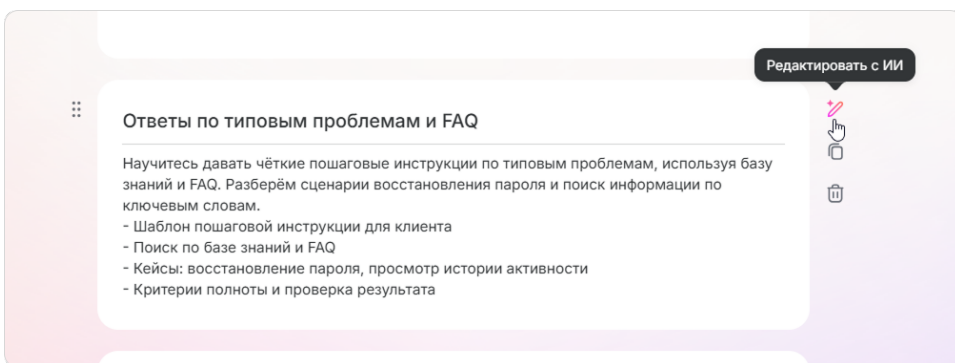 Редактировать с ИИ
Ответы по типовым проблемам и FAQ
Научитесь давать чёткие пошаговые инструкции по типовым проблемам, используя базу
знаний и FAQ. Разберём сценарии восстановления пароля и поиск информации по
ключевым словам.
- Шаблон пошаговой инструкции для клиента
- Поиск по базе знаний и FAQ
- Кейсы: восстановление пароля, просмотр истории активности
- Критерии полноты и проверка результата